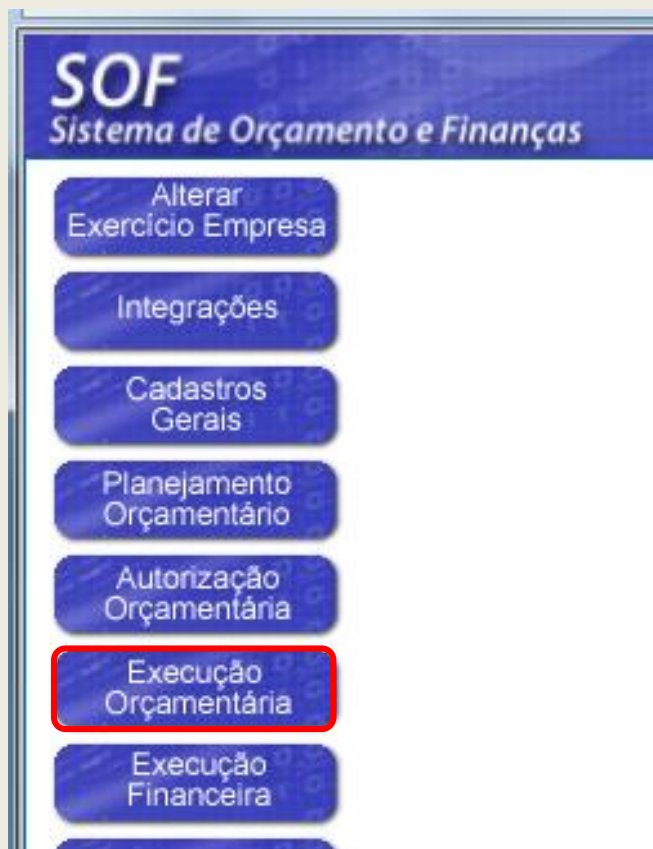 SOF
Sistema de Orçamento e Finanças
Alterar
Exercício Empresa
Integrações
Cadastros
Gerais
Planejamento
Orçamentário
Autorização
Orçamentária
Execução
Orçamentária
Execução
Financeira